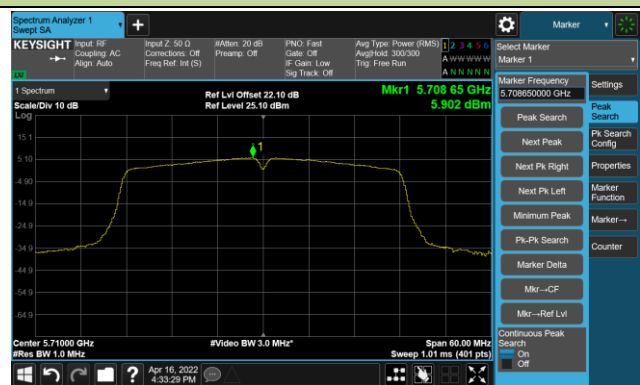 Spectrum Analyzer 1
Swept SA
Marker
KEYSIGHT
Input: RF
Coupling: AC
Align: Auto
Input Z: 50 Ω
Corrections: Off
Freq Ref: Int (S)
#Atten: 20 dB
Preamp: Off
PNO: Fast
Gate: Off
IF Gain: Low
Sig Track: Off
Avg Type: Power (RMS)
Avg|Hold: 300/300
Trig: Free Run
1 2 3 4 5 6
A W W W W W
A N N N N N
Select Marker
Marker 1
1 Spectrum
Scale/Div 10 dB
Log
Ref Lvl Offset 22.10 dB
Ref Level 25.10 dBm
Mkr1 5.708 65 GHz
5.902 dBm
15.1
5.10
-4.90
-14.9
-24.9
-34.9
-44.9
-54.9
-64.9
1
Center 5.71000 GHz
#Res BW 1.0 MHz
#Video BW 3.0 MHz*
Span 60.00 MHz
Sweep 1.01 ms (401 pts)
Marker Frequency
5.708650000 GHz
Peak Search
Next Peak
Next Pk Right
Next Pk Left
Minimum Peak
Pk-Pk Search
Marker Delta
Mkr→CF
Mkr→Ref Lvl
Continuous Peak
Search
On
Off
Settings
Peak
Search
Pk Search
Config
Properties
Marker
Function
Marker→
Counter
Apr 16, 2022
4:33:29 PM